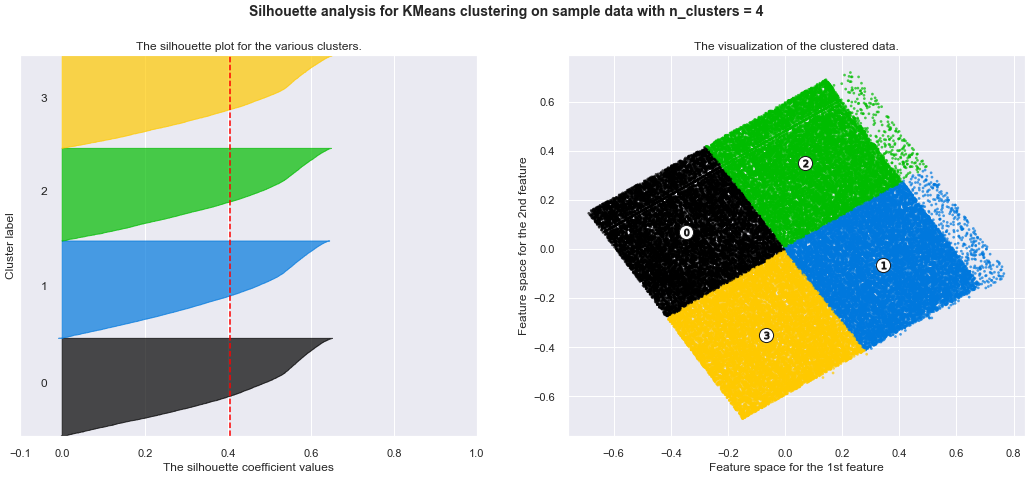 Silhouette analysis for KMeans clustering on sample data with n_clusters = 4
The silhouette plot for the various clusters.
Cluster label
3
2
1
0
−0.1 0.0 0.2 0.4 0.6 0.8 1.0
The silhouette coefficient values
The visualization of the clustered data.
Feature space for the 2nd feature
0.6
0.4
0.2
0.0
−0.2
−0.4
−0.6
2
0
1
3
−0.6 −0.4 −0.2 0.0 0.2 0.4 0.6 0.8
Feature space for the 1st feature